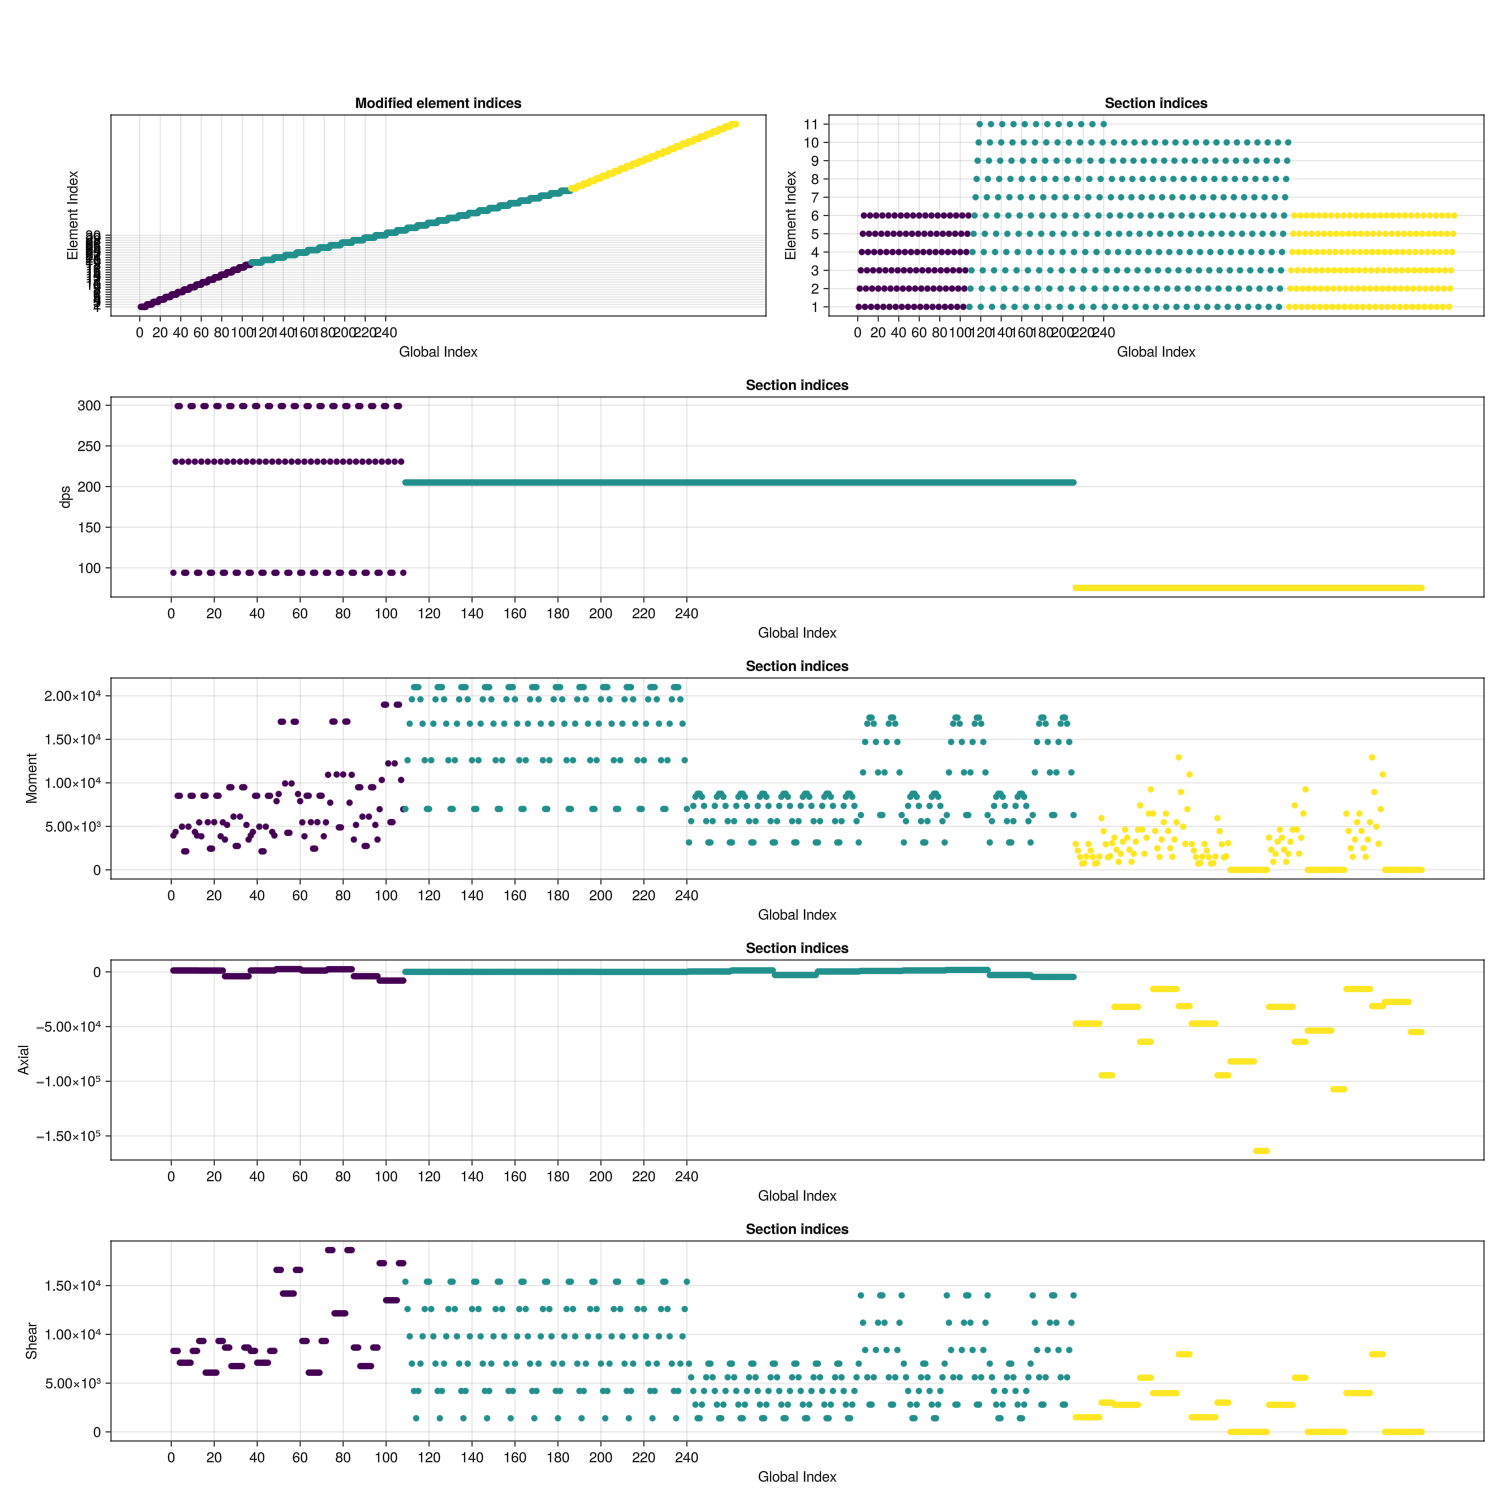 Modified element indices
Element Index
0 20 40 60 80 100 120 140 160 180 200 220 240
Global Index
Section indices
Element Index
11
10
9
8
7
6
5
4
3
2
1
0 20 40 60 80 100 120 140 160 180 200 220 240
Global Index
Section indices
dps
300
250
200
150
100
0 20 40 60 80 100 120 140 160 180 200 220 240
Global Index
Section indices
Moment
2.00×10⁴
1.50×10⁴
1.00×10⁴
5.00×10³
0
0 20 40 60 80 100 120 140 160 180 200 220 240
Global Index
Section indices
Axial
0
−5.00×10⁴
−1.00×10⁵
−1.50×10⁵
0 20 40 60 80 100 120 140 160 180 200 220 240
Global Index
Section indices
Shear
1.50×10⁴
1.00×10⁴
5.00×10³
0
0 20 40 60 80 100 120 140 160 180 200 220 240
Global Index